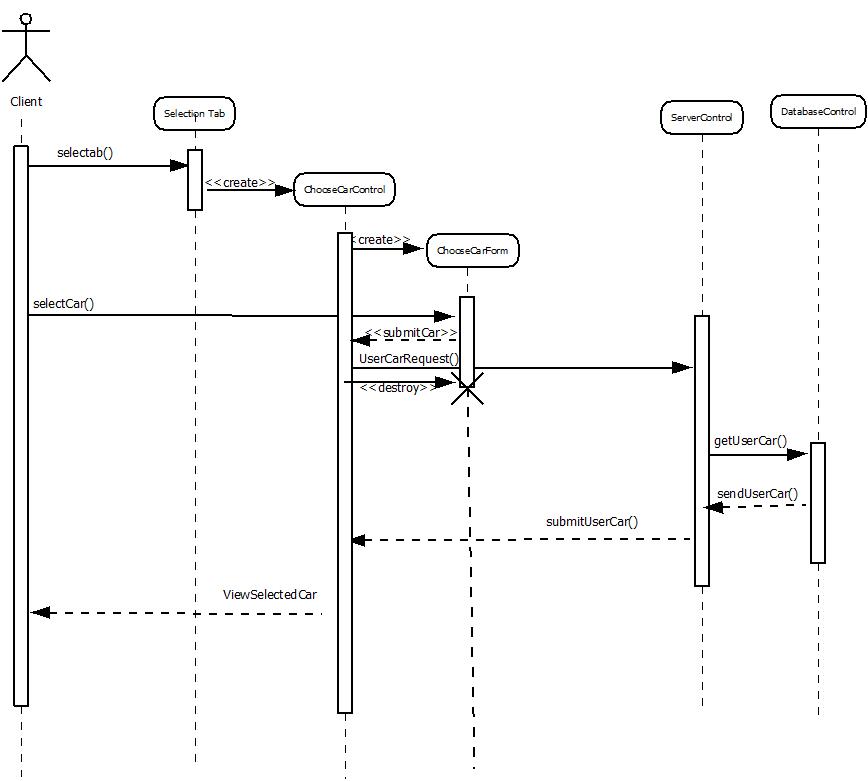 Client
Selection Tab
ServerControl
DatabaseControl
selectab()
<<create>>
ChooseCarControl
<create>>
ChooseCarForm
selectCar()
<<submitCar>>
UserCarRequest()
<<destroy>>
getUserCar()
sendUserCar()
submitUserCar()
ViewSelectedCar